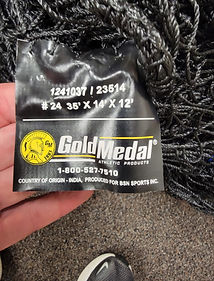 1241037 / 23514
# 24 35' X 14' X 12'
GM
GoldMedal®
ATHLETIC PRODUCTS
1-800-527-7510
COUNTRY OF ORIGIN - INDIA, PRODUCED FOR BSN SPORTS INC.